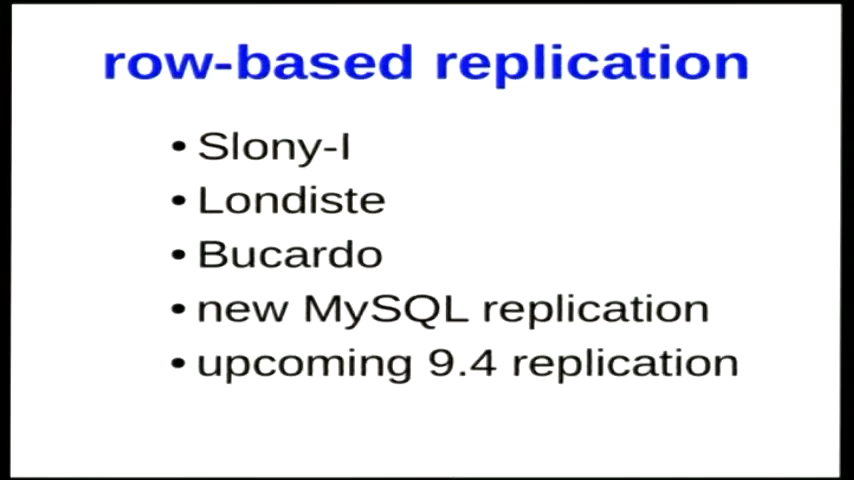 row-based replication
• Slony-I
• Londiste
• Bucardo
• new MySQL replication
• upcoming 9.4 replication